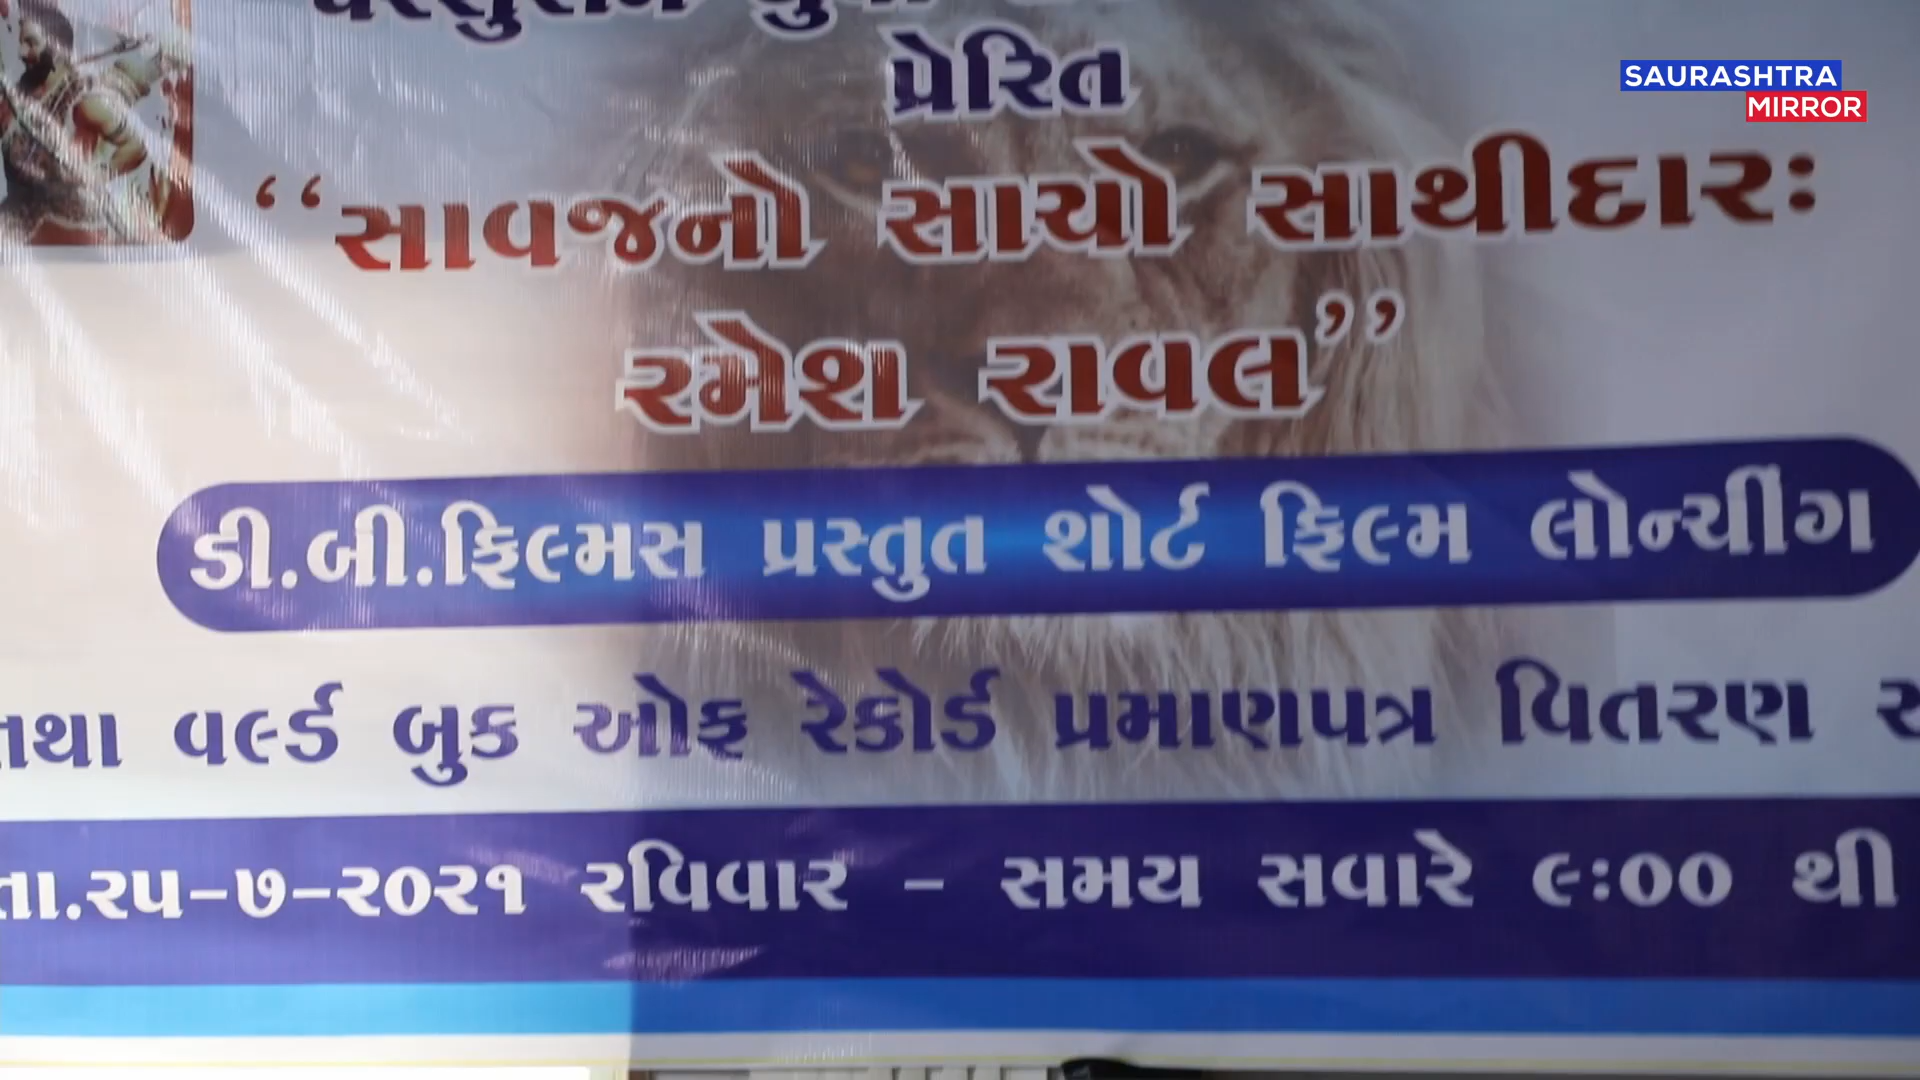 પ્રેરિત
SAURASHTRA
MIRROR
‘‘સાવજનો સાચો સાથીદારઃ
રમેશ રાવલ’’
ડી.બી.ફિલ્મસ પ્રસ્તુત શોર્ટ ફિલ્મ લોન્ચીંગ
તથા વર્લ્ડ બુક ઓફ રેકોર્ડ પ્રમાણપત્ર વિતરણ
તા.૨૫-૭-૨૦૨૧ રવિવાર - સમય સવારે ૯:૦૦ થી